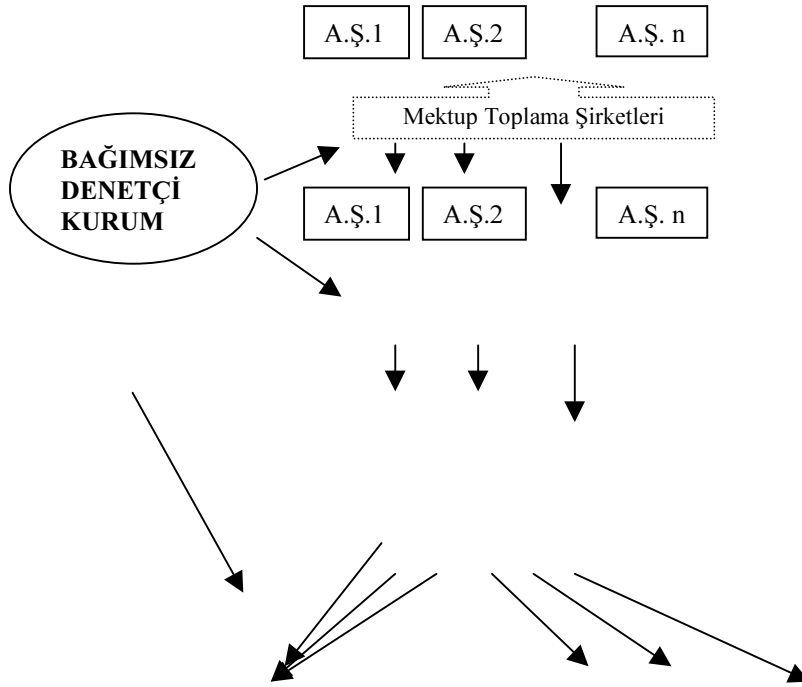 A.Ş.1 A.Ş.2 A.Ş. n
Mektup Toplama Şirketleri
BAĞIMSIZ
DENETÇİ
KURUM
A.Ş.1 A.Ş.2 A.Ş. n